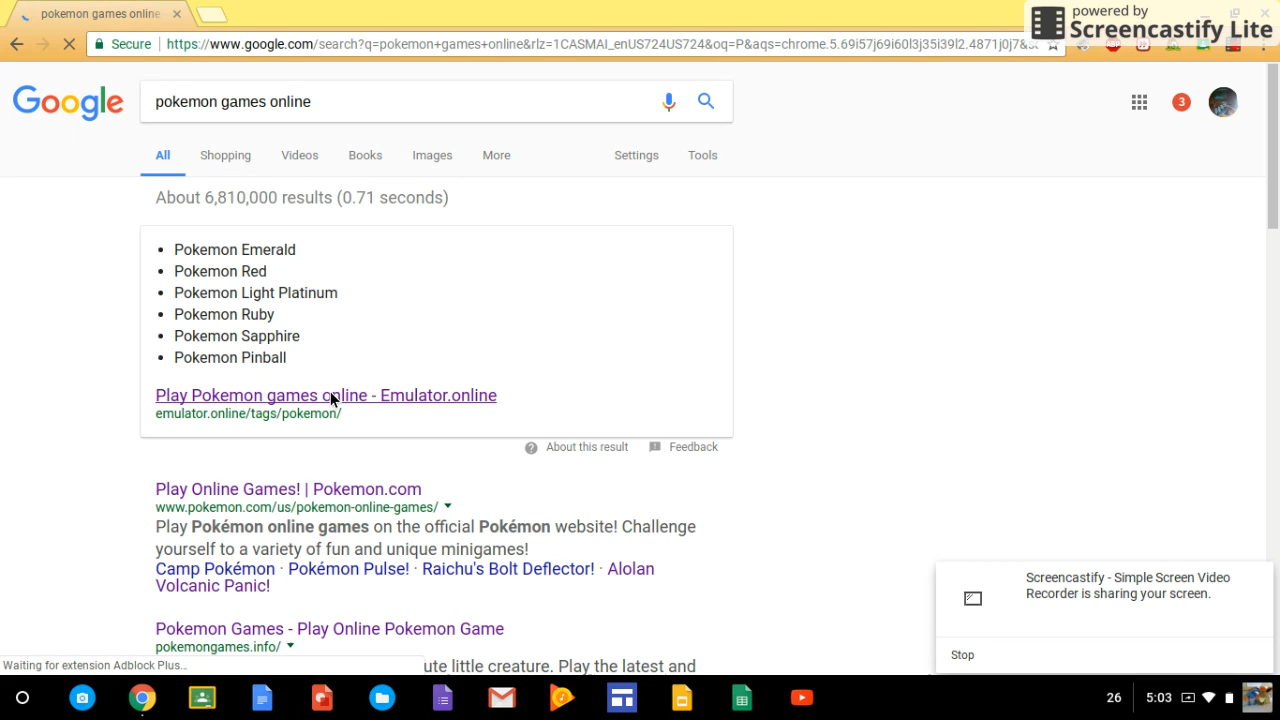 pokemon games online
powered by
Screencastify Lite
Secure
https://www.google.com/search?q=pokemon+games+online&rlz=1CASMAI_enUS724US724&oq=P&aqs=chrome.5.69i57j69i60l3j35i39l2.4871j0j7&
Google
pokemon games online
3
All Shopping Videos Books Images More Settings Tools
About 6,810,000 results (0.71 seconds)
• Pokemon Emerald
• Pokemon Red
• Pokemon Light Platinum
• Pokemon Ruby
• Pokemon Sapphire
• Pokemon Pinball
Play Pokemon games online - Emulator.online
emulator.online/tags/pokemon/
About this result Feedback
Play Online Games! | Pokemon.com
www.pokemon.com/us/pokemon-online-games/
Play Pokémon online games on the official Pokémon website! Challenge
yourself to a variety of fun and unique minigames!
Camp Pokémon · Pokémon Pulse! · Raichu's Bolt Deflector! · Alolan
Volcanic Panic!
Pokemon Games - Play Online Pokemon Game
pokemongames.info/
ute little creature. Play the latest and
Waiting for extension Adblock Plus...
Screencastify - Simple Screen Video
Recorder is sharing your screen.
Stop
26 5:03